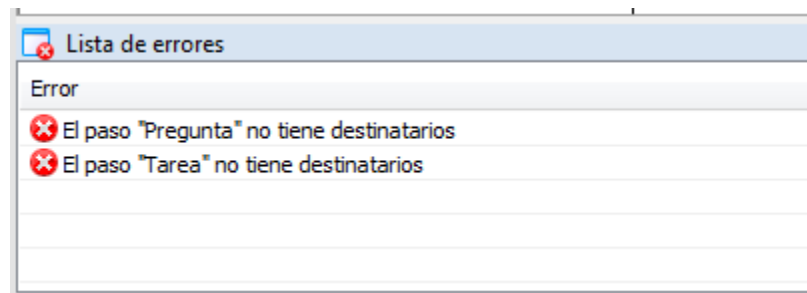 Lista de errores
Error
El paso "Pregunta" no tiene destinatarios
El paso "Tarea" no tiene destinatarios